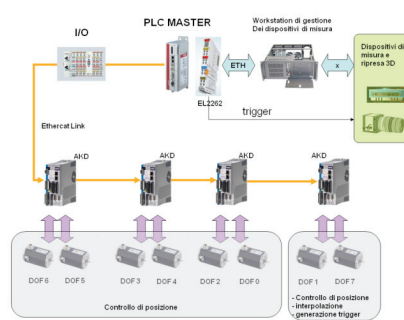 I/O
PLC MASTER
Workstation di gestione
Dei dispositivi di misura
Dispositivi di
misura e
ripresa 3D
ETH
x
EL2262
trigger
Ethercat Link
AKD
AKD
AKD
AKD
DOF 6
DOF 5
DOF 3
DOF 4
DOF 2
DOF 0
DOF 1
DOF 7
Controllo di posizione
- Controllo di posizione
- interpolazione
- generazione trigger